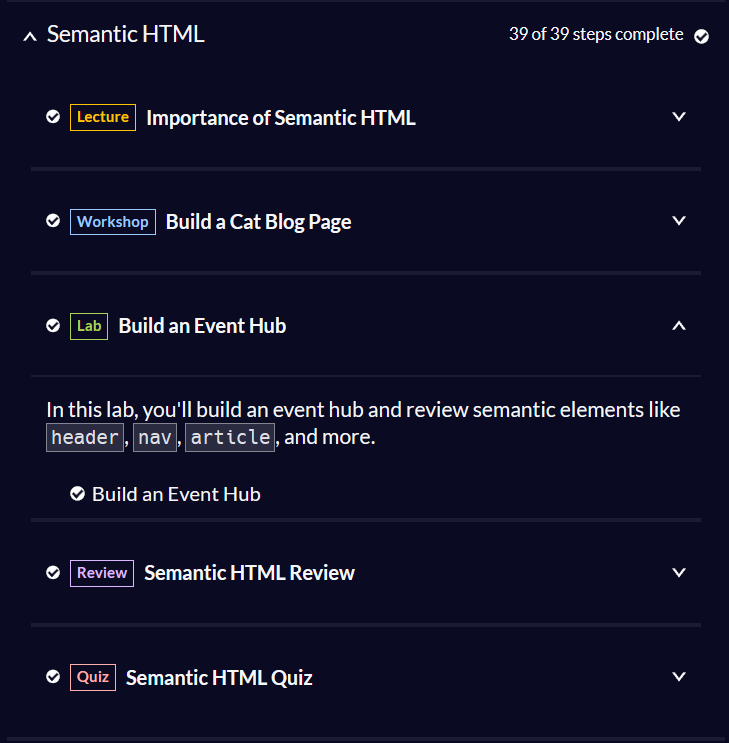 Semantic HTML 39 of 39 steps complete
Lecture Importance of Semantic HTML
Workshop Build a Cat Blog Page
Lab Build an Event Hub
In this lab, you'll build an event hub and review semantic elements like
header, nav, article, and more.
Build an Event Hub
Review Semantic HTML Review
Quiz Semantic HTML Quiz